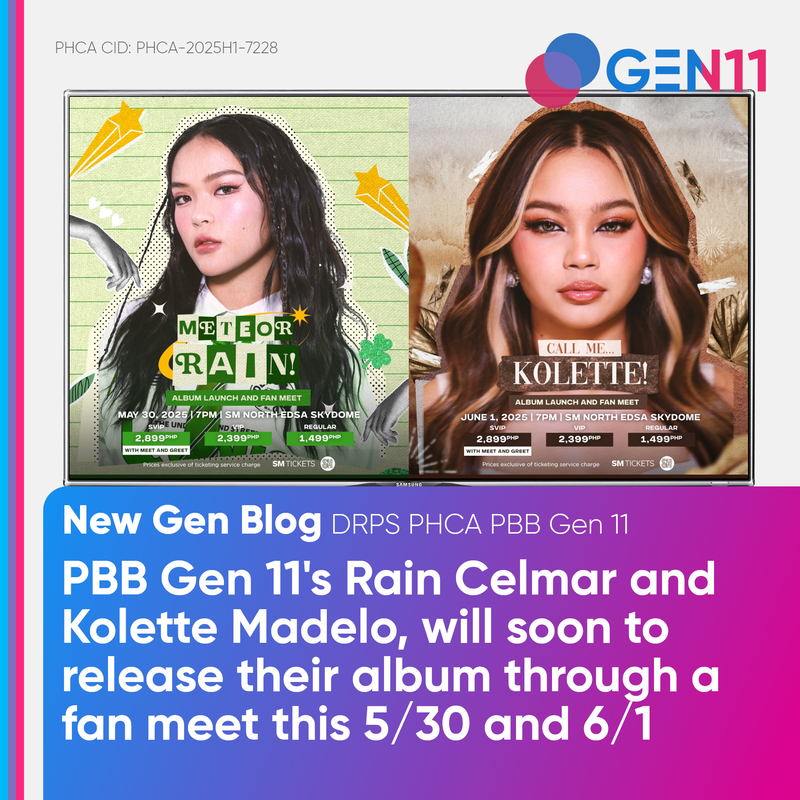 PHCA CID: PHCA-2025H1-7228
GEN11
METEOR
RAIN!
ALBUM LAUNCH AND FAN MEET
MAY 30, 2025 | 7PM | SM NORTH EDSA SKYDOME
SVIP VIP REGULAR
2,899PHP 2,399PHP 1,499PHP
WITH MEET AND GREET
Prices exclusive of ticketing service charge SM TICKETS
CALL ME...
KOLETTE!
ALBUM LAUNCH AND FAN MEET
JUNE 1, 2025 | 7PM | SM NORTH EDSA SKYDOME
SVIP VIP REGULAR
2,899PHP 2,399PHP 1,499PHP
WITH MEET AND GREET
Prices exclusive of ticketing service charge SM TICKETS
SAMSUNG
New Gen Blog DRPS PHCA PBB Gen 11
PBB Gen 11's Rain Celmar and
Kolette Madelo, will soon to
release their album through a
fan meet this 5/30 and 6/1